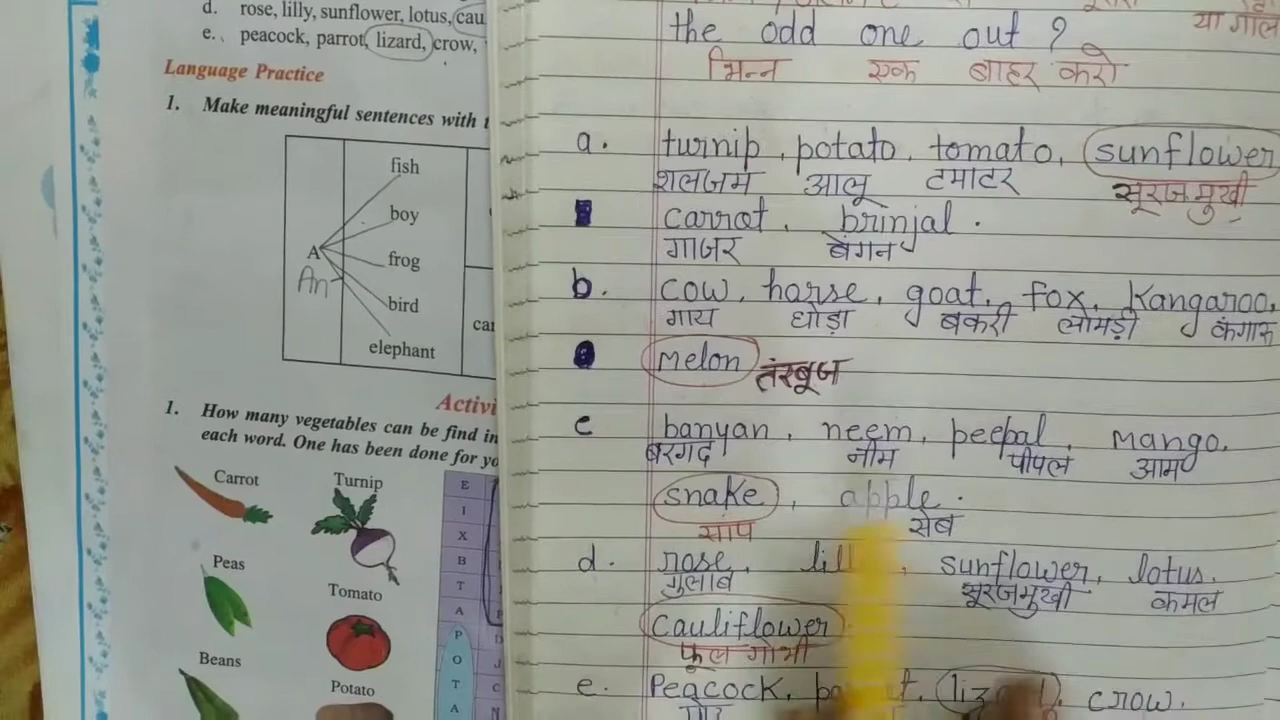 d. rose, lilly, sunflower, lotus, cau
e. peacock, parrot, lizard, crow,
Language Practice
1. Make meaningful sentences with t
fish
boy
A
frog
An
bird
car
elephant
Activi
1. How many vegetables can be find in
each word. One has been done for yo
Carrot
Turnip
Peas
Tomato
Beans
Potato
E
I
X
B
T
A
P
O
T
A
या गोल
the odd one out ?
भिन्न एक बाहर करो
a. turnip, potato, tomato, sunflower
शलजम आलू टमाटर सूरजमुखी
carrot, brinjal.
गाजर बैंगन
b. cow, horse, goat, fox, Kangaroo,
गाय घोड़ा बकरी लोमड़ी कंगारू
melon तरबूज
c banyan, neem, peepal, Mango,
बरगद नीम पीपल आम
snake, apple.
सांप सेब
d. rose, sunflower, lotus,
गुलाब सूरजमुखी कमल
cauliflower
फूल गोभी
e. Peacock, crow.